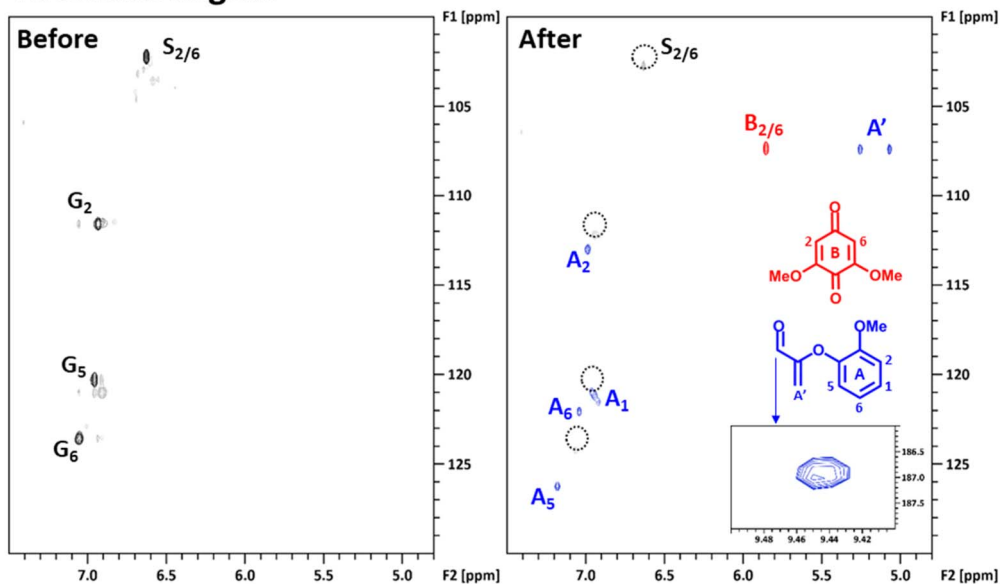 F1 [ppm]
F1 [ppm]
Before
S2/6
After
S2/6
105
105
B2/6
A'
G2
110
110
A2
O
2
B
6
MeO
OMe
O
115
115
O
OMe
O
2
A
1
5
6
A'
G5
120
120
A6
A1
G6
125
125
A5
186.5
187.0
187.5
9.48
9.46
9.44
9.42
7.0
6.5
6.0
5.5
5.0
F2 [ppm]
7.0
6.5
6.0
5.5
5.0
F2 [ppm]